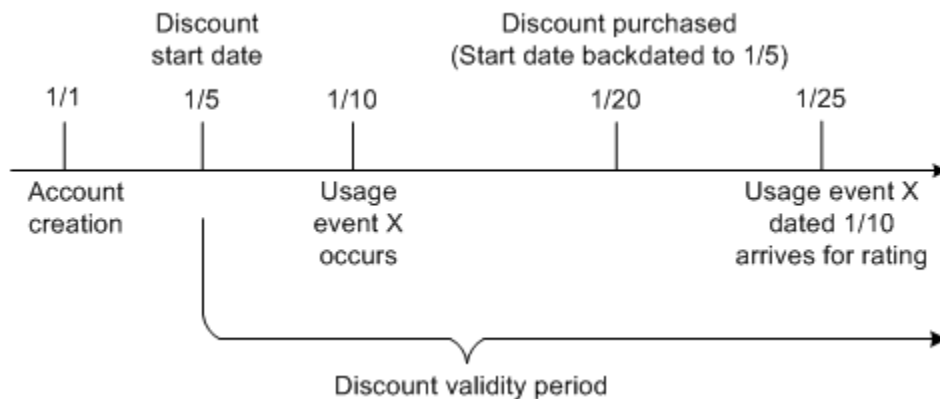 Discount
start date
Discount purchased
(Start date backdated to 1/5)
1/1
1/5
1/10
1/20
1/25
Account
creation
Usage
event X
occurs
Usage event X
dated 1/10
arrives for rating
Discount validity period